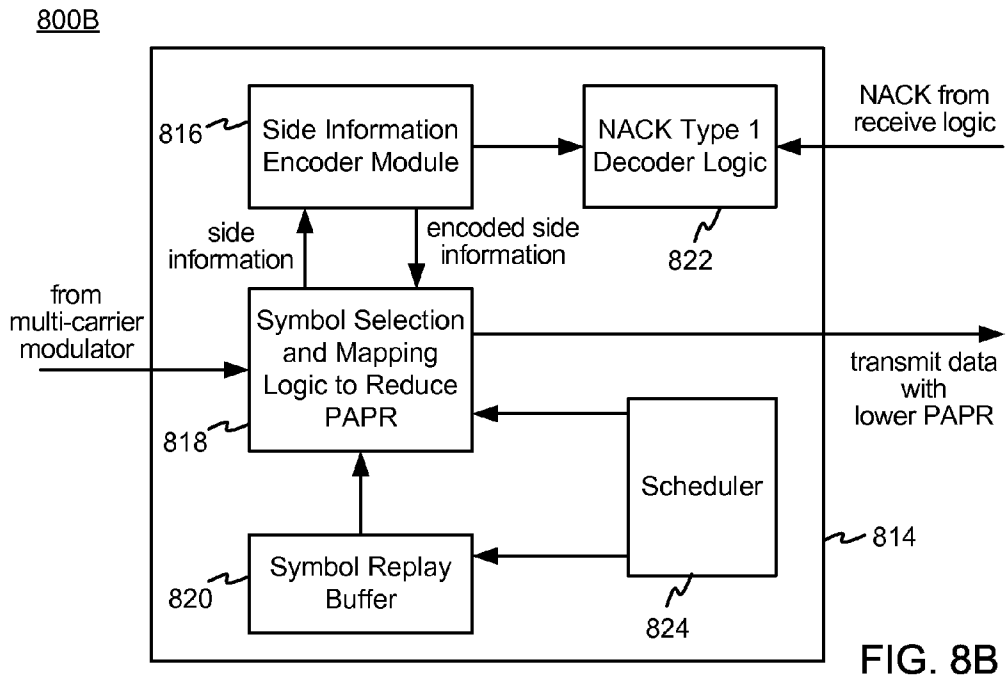 800B
816
Side Information
Encoder Module
NACK Type 1
Decoder Logic
822
NACK from
receive logic
side
information
encoded side
information
from
multi-carrier
modulator
Symbol Selection
and Mapping
Logic to Reduce
PAPR
818
transmit data
with
lower PAPR
Scheduler
824
814
Symbol Replay
Buffer
820
FIG. 8B